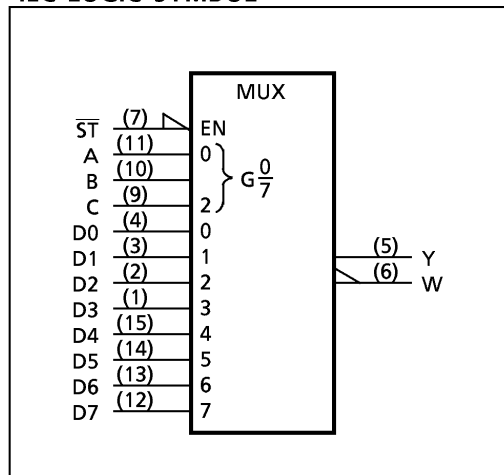 IEC LOGIC SYMBOL
MUX
S̅T̅ (7) EN
A (11) 0
B (10)
G 0/7
C (9) 2
D0 (4) 0
D1 (3) 1
D2 (2) 2
D3 (1) 3
D4 (15) 4
D5 (14) 5
D6 (13) 6
D7 (12) 7
(5) Y
(6) W